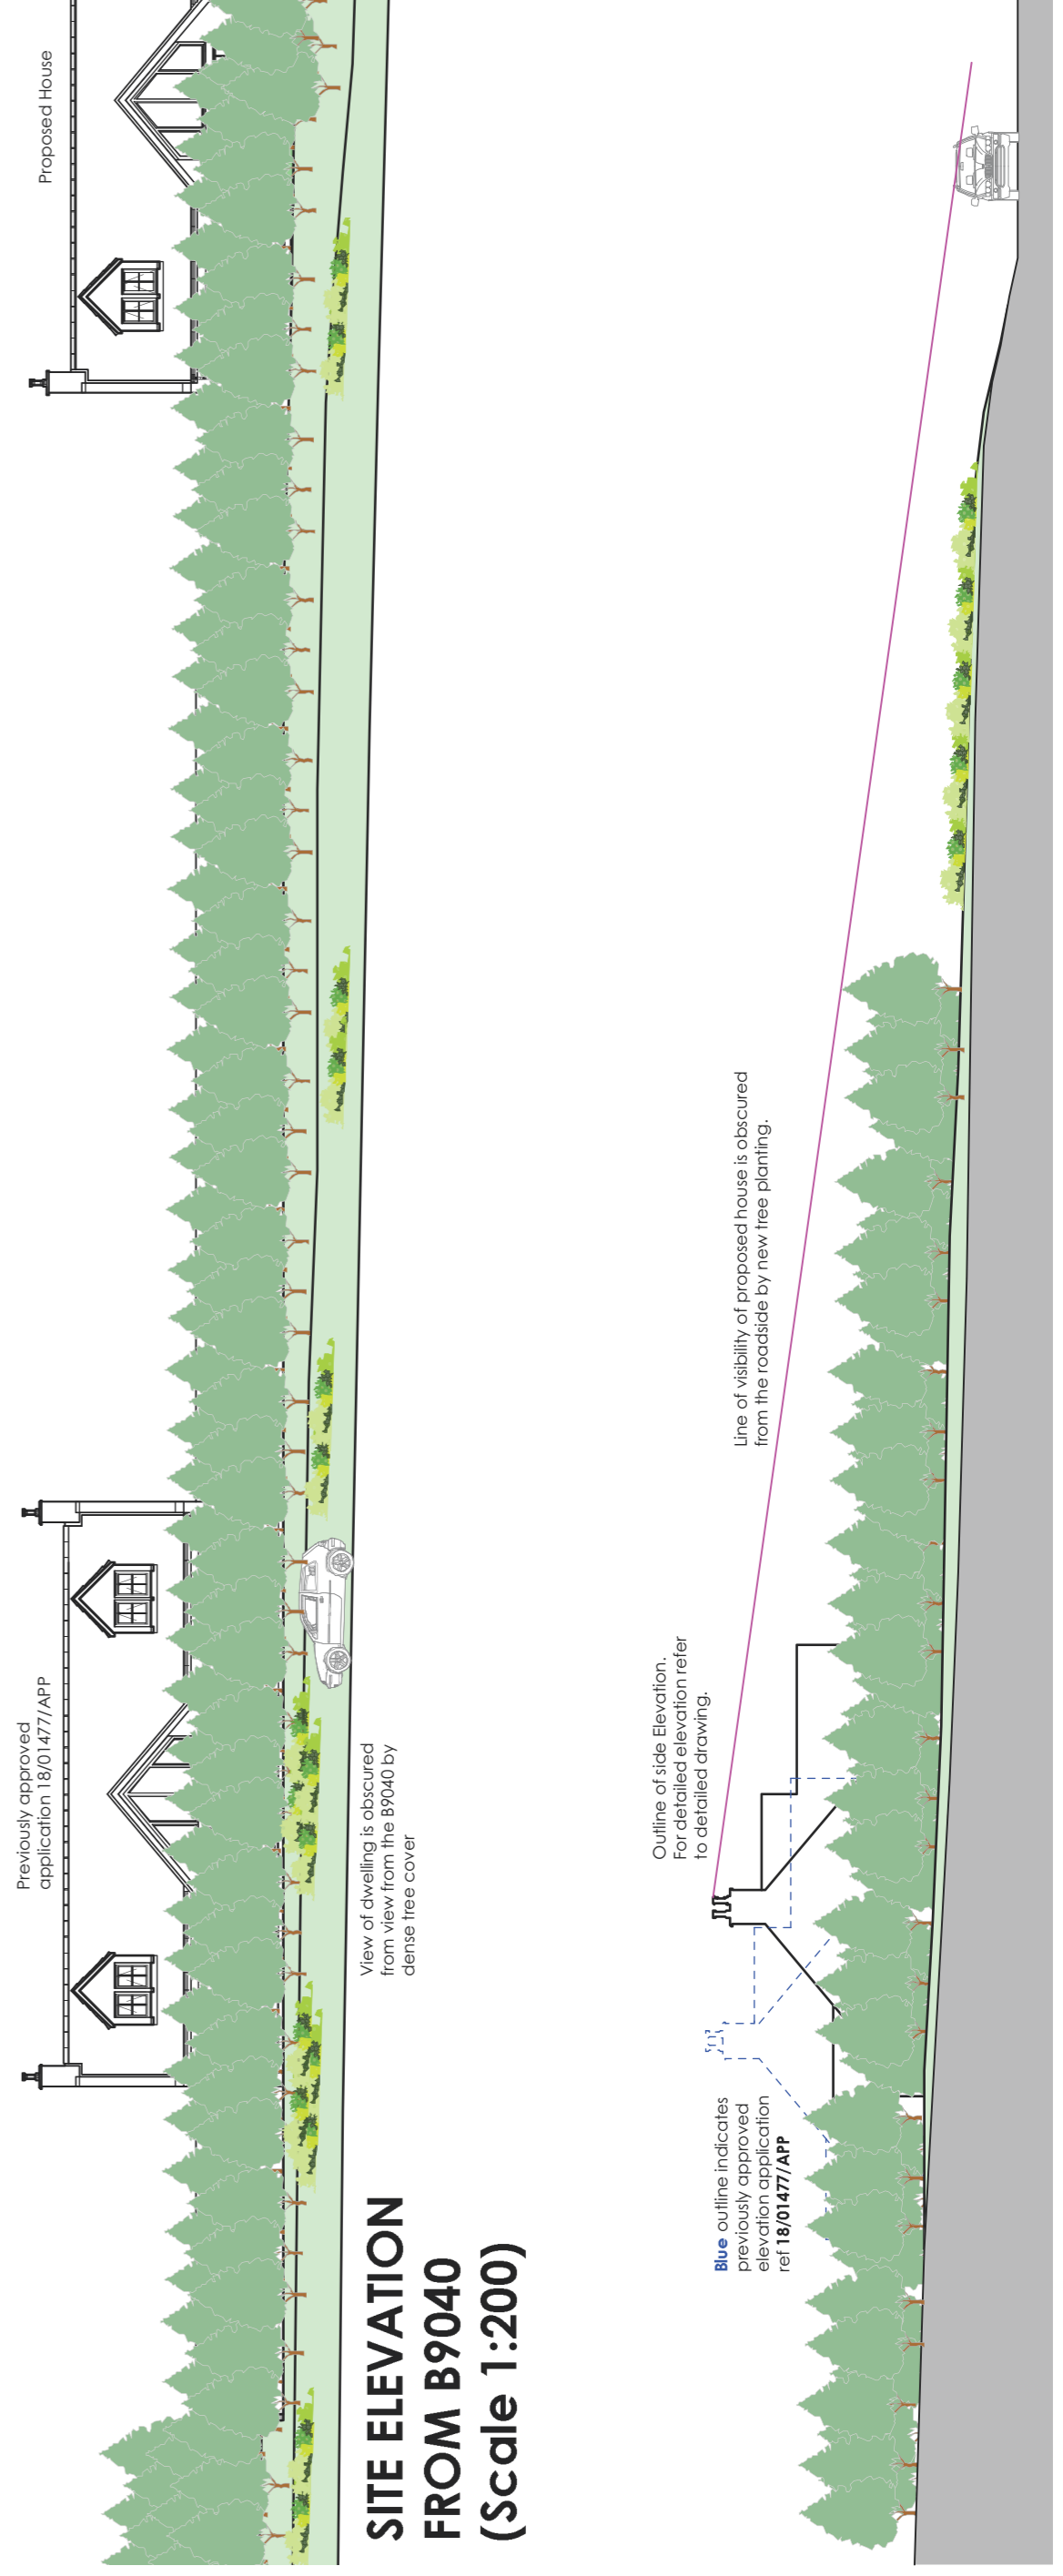 Previously approved
application 18/01477/APP
Proposed House
View of dwelling is obscured
from view from the B9040 by
dense tree cover
SITE ELEVATION
FROM B9040
(Scale 1:200)
Outline of side Elevation.
For detailed elevation refer
to detailed drawing.
Line of visibility of proposed house is obscured
from the roadside by new tree planting.
Blue outline indicates
previously approved
elevation application
ref 18/01477/APP